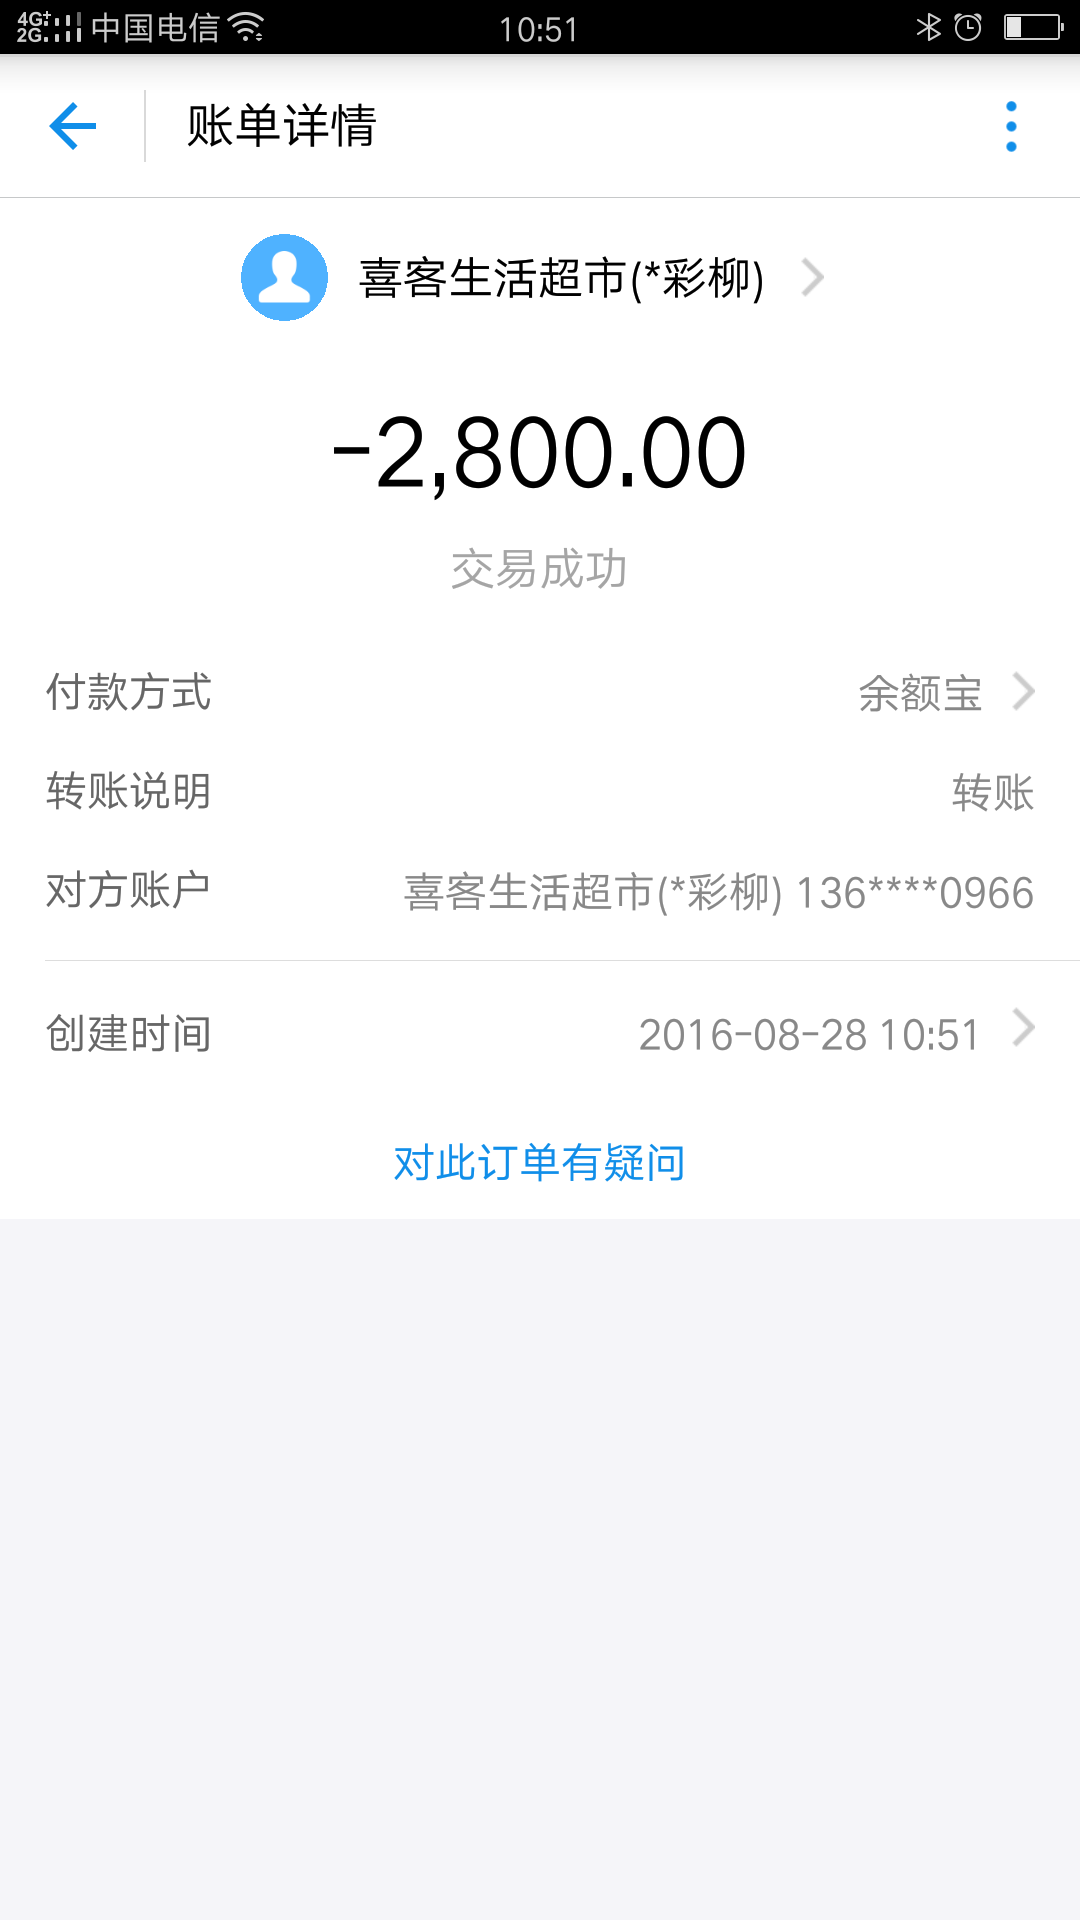 4G+ 2G 中国电信 10:51
账单详情
喜客生活超市(*彩柳)
-2,800.00
交易成功
付款方式 余额宝
转账说明 转账
对方账户 喜客生活超市(*彩柳) 136****0966
创建时间 2016-08-28 10:51
对此订单有疑问